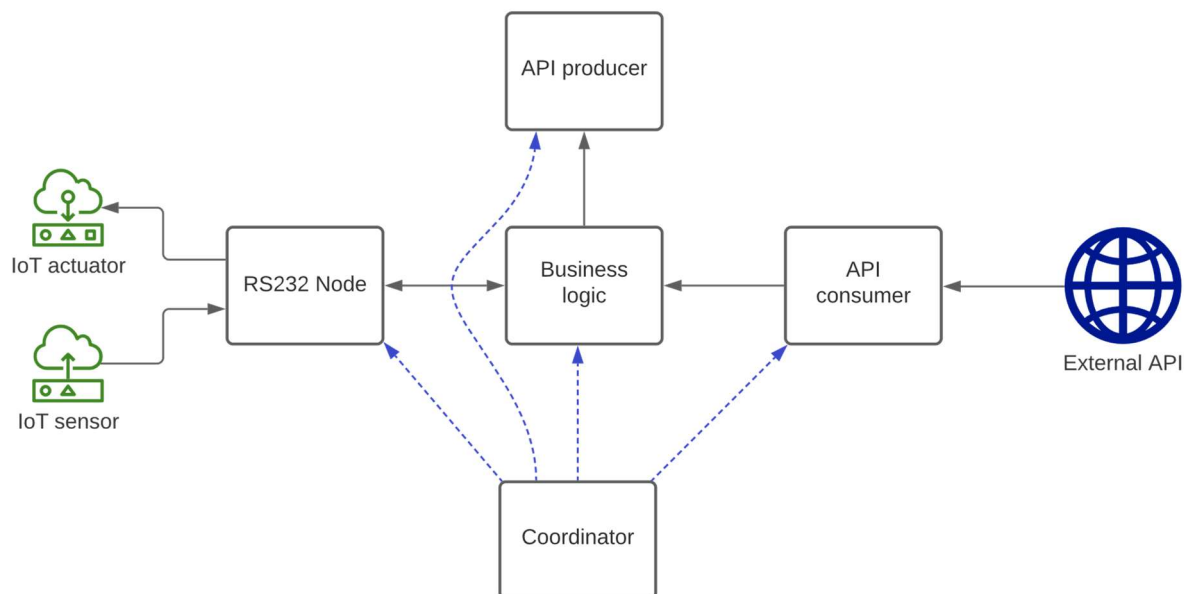 API producer
IoT actuator
RS232 Node
Business
logic
API
consumer
External API
IoT sensor
Coordinator